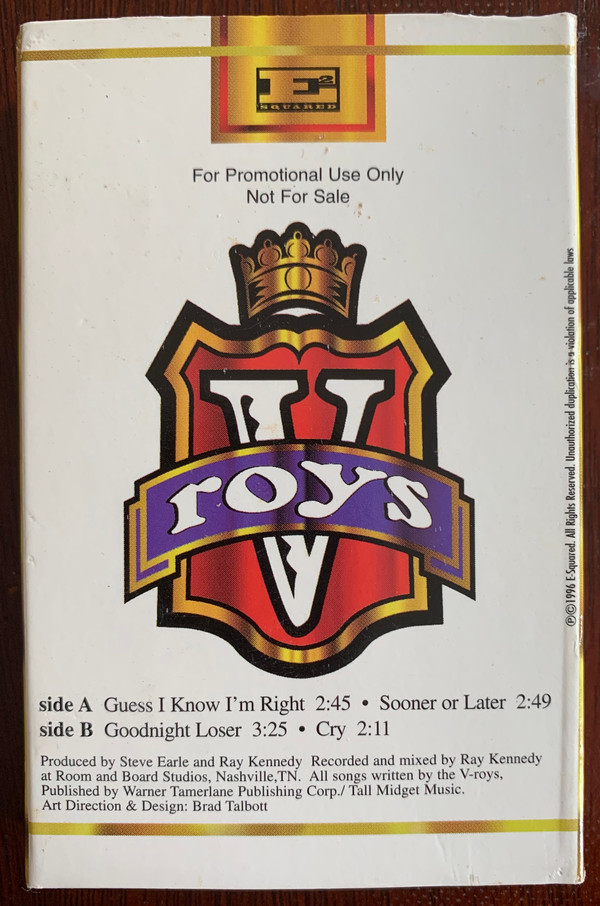 E2
SQUARED
For Promotional Use Only
Not For Sale
V
roys
side A Guess I Know I'm Right 2:45 • Sooner or Later 2:49
side B Goodnight Loser 3:25 • Cry 2:11
Produced by Steve Earle and Ray Kennedy Recorded and mixed by Ray Kennedy
at Room and Board Studios, Nashville,TN. All songs written by the V-roys,
Published by Warner Tamerlane Publishing Corp./ Tall Midget Music.
Art Direction & Design: Brad Talbott
℗©1996 E-Squared. All Rights Reserved. Unauthorized duplication is a violation of applicable laws